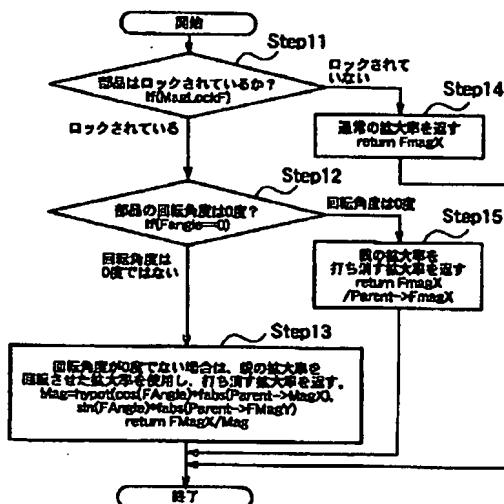 開始
Step11
部品はロックされているか？
if(MagLockF)
ロックされて
いない
Step14
通常の拡大率を返す
return FmagX
ロックされている
Step12
部品の回転角度は0度？
if(Fangle==0)
回転角度は0度
Step15
親の拡大率を
打ち消す拡大率を返す
return FmagX
/Parent->FmagX
回転角度は
0度ではない
Step13
回転角度が0度でない場合は、親の拡大率を
回転させた拡大率を使用し、打ち消す拡大率を返す。
Mag=hypot(cos(FAngle)*fabs(Parent->MagX),
sin(FAngle)*fabs(Parent->FMagY)
return FMagX/Mag
終了